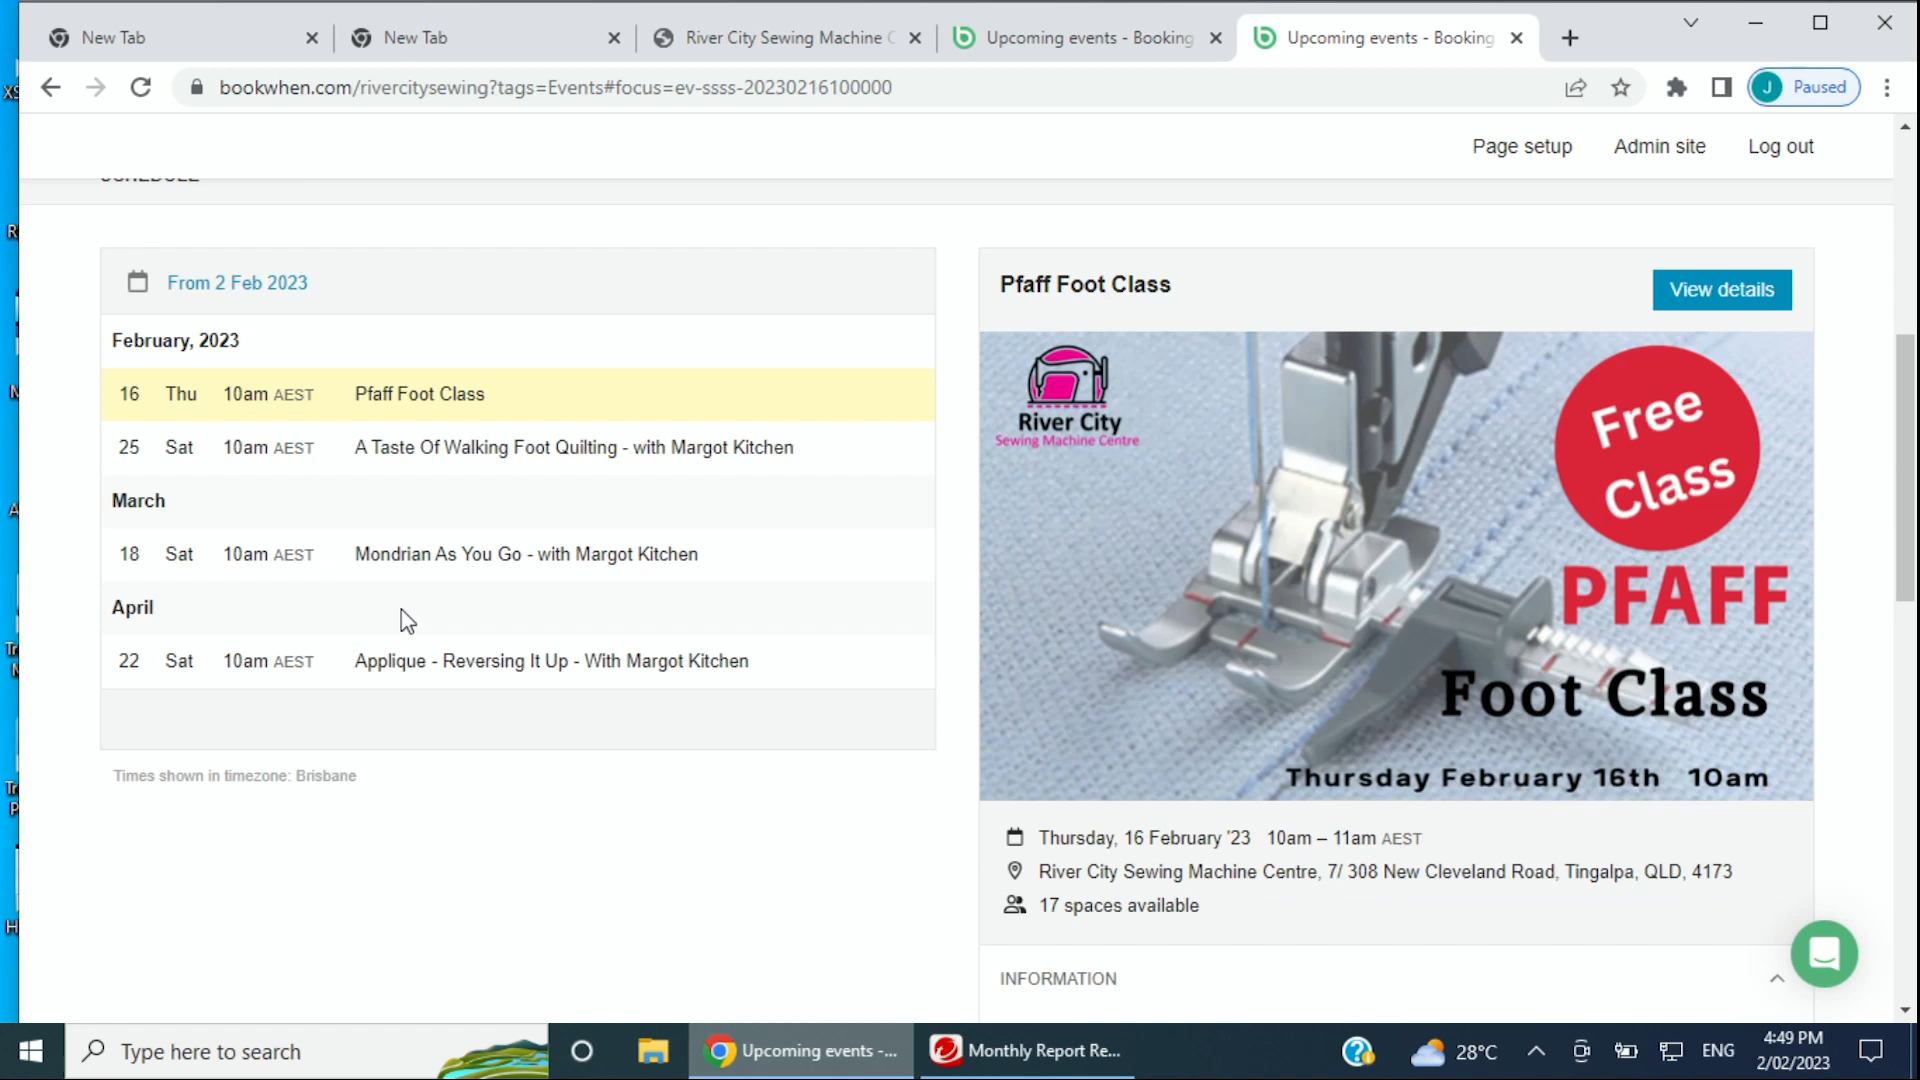 New Tab
New Tab
River City Sewing Machine C
Upcoming events - Booking
Upcoming events - Booking
bookwhen.com/rivercitysewing?tags=Events#focus=ev-ssss-20230216100000
J Paused
Page setup
Admin site
Log out
From 2 Feb 2023
February, 2023
16 Thu 10am AEST Pfaff Foot Class
25 Sat 10am AEST A Taste Of Walking Foot Quilting - with Margot Kitchen
March
18 Sat 10am AEST Mondrian As You Go - with Margot Kitchen
April
22 Sat 10am AEST Applique - Reversing It Up - With Margot Kitchen
Times shown in timezone: Brisbane
Pfaff Foot Class
View details
River City
Sewing Machine Centre
Free
Class
PFAFF
Foot Class
Thursday February 16th 10am
Thursday, 16 February '23 10am – 11am AEST
River City Sewing Machine Centre, 7/ 308 New Cleveland Road, Tingalpa, QLD, 4173
17 spaces available
INFORMATION
Type here to search
Upcoming events -...
Monthly Report Re...
28°C
ENG
4:49 PM
2/02/2023